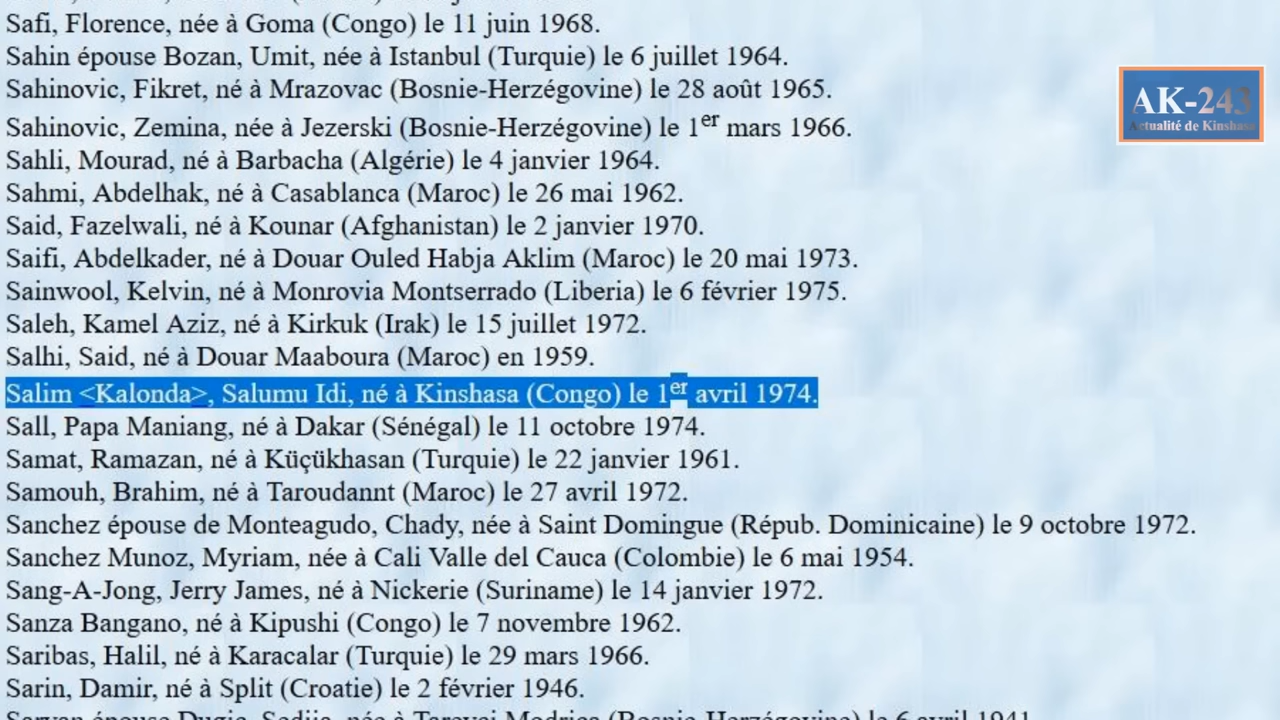 Safi, Florence, née à Goma (Congo) le 11 juin 1968.
Sahin épouse Bozan, Umit, née à Istanbul (Turquie) le 6 juillet 1964.
Sahinovic, Fikret, né à Mrazovac (Bosnie-Herzégovine) le 28 août 1965.
Sahinovic, Zemina, née à Jezerski (Bosnie-Herzégovine) le 1er mars 1966.
Sahli, Mourad, né à Barbacha (Algérie) le 4 janvier 1964.
Sahmi, Abdelhak, né à Casablanca (Maroc) le 26 mai 1962.
Said, Fazelwali, né à Kounar (Afghanistan) le 2 janvier 1970.
Saifi, Abdelkader, né à Douar Ouled Habja Aklim (Maroc) le 20 mai 1973.
Sainwool, Kelvin, né à Monrovia Montserrado (Liberia) le 6 février 1975.
Saleh, Kamel Aziz, né à Kirkuk (Irak) le 15 juillet 1972.
Salhi, Said, né à Douar Maaboura (Maroc) en 1959.
Salim <Kalonda>, Salumu Idi, né à Kinshasa (Congo) le 1er avril 1974.
Sall, Papa Maniang, né à Dakar (Sénégal) le 11 octobre 1974.
Samat, Ramazan, né à Küçükhasan (Turquie) le 22 janvier 1961.
Samouh, Brahim, né à Taroudannt (Maroc) le 27 avril 1972.
Sanchez épouse de Monteagudo, Chady, née à Saint Domingue (Répub. Dominicaine) le 9 octobre 1972.
Sanchez Munoz, Myriam, née à Cali Valle del Cauca (Colombie) le 6 mai 1954.
Sang-A-Jong, Jerry James, né à Nickerie (Suriname) le 14 janvier 1972.
Sanza Bangano, né à Kipushi (Congo) le 7 novembre 1962.
Saribas, Halil, né à Karacalar (Turquie) le 29 mars 1966.
Sarin, Damir, né à Split (Croatie) le 2 février 1946.
épouse Dugic, née à Modrica (Bosnie-Herzégovine) le 6 avril 1941.
AK-243
Actualité de Kinshasa